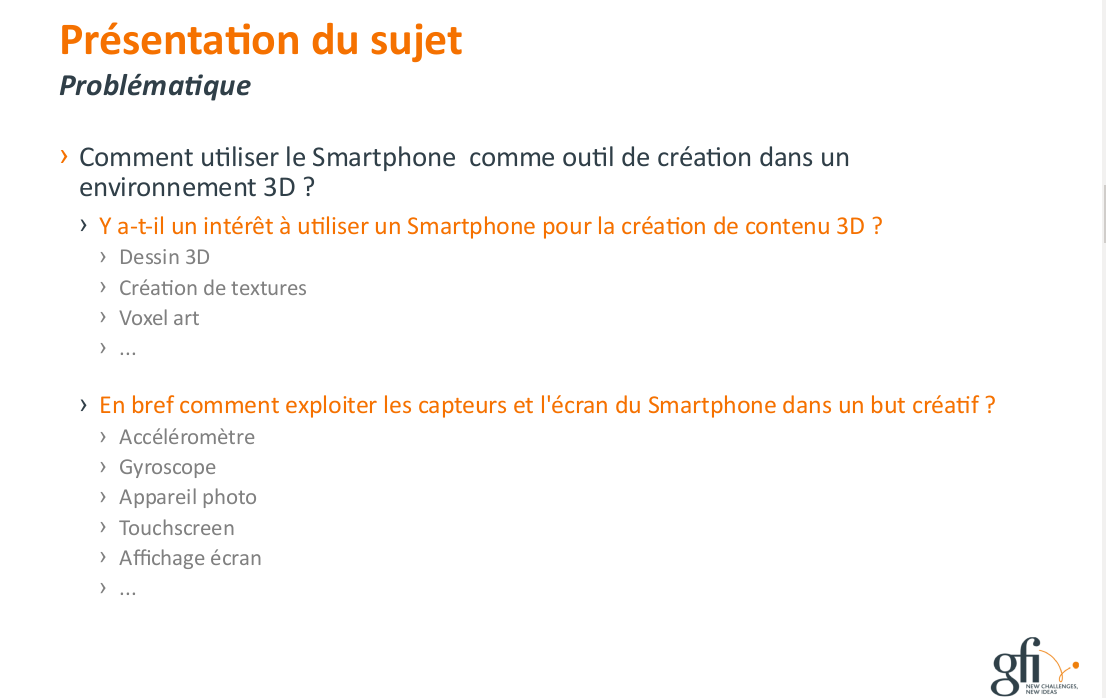 Présentation du sujet
Problématique
› Comment utiliser le Smartphone  comme outil de création dans un
environnement 3D ?
› Y a-t-il un intérêt à utiliser un Smartphone pour la création de contenu 3D ?
› Dessin 3D
› Création de textures
› Voxel art
› ...
› En bref comment exploiter les capteurs et l'écran du Smartphone dans un but créatif ?
› Accéléromètre
› Gyroscope
› Appareil photo
› Touchscreen
› Affichage écran
› ...
gfi
NEW CHALLENGES,
NEW IDEAS